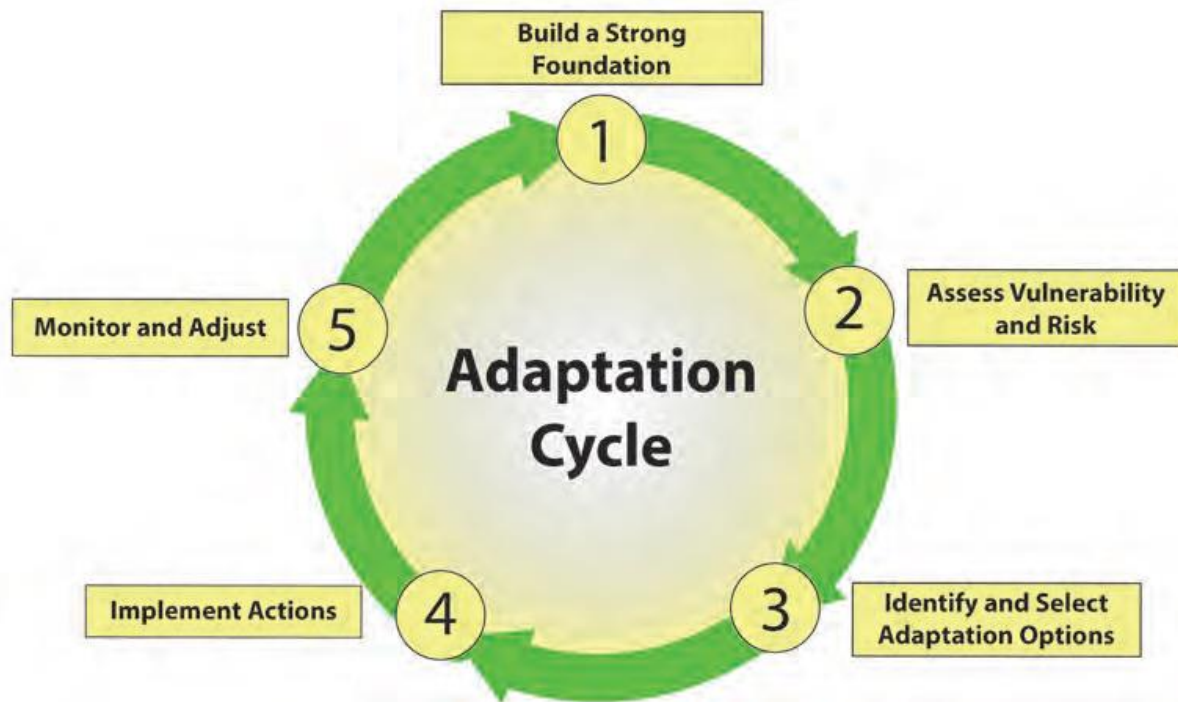 Build a Strong
Foundation
1
2
Assess Vulnerability
and Risk
3
Identify and Select
Adaptation Options
4
Implement Actions
5
Monitor and Adjust
Adaptation
Cycle